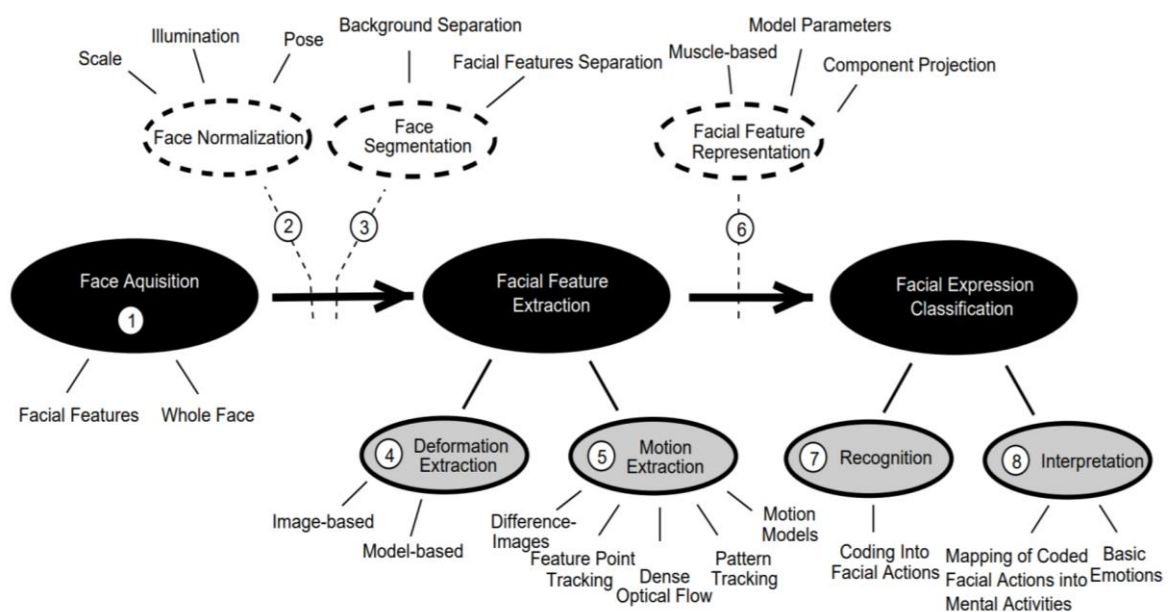 Scale
Illumination
Pose
Background Separation
Facial Features Separation
Face Normalization
Face
Segmentation
2
3
Muscle-based
Model Parameters
Component Projection
Facial Feature
Representation
6
Face Aquisition
1
Facial Features
Whole Face
Facial Feature
Extraction
Facial Expression
Classification
4
Deformation
Extraction
Image-based
Model-based
5
Motion
Extraction
Difference-
Images
Feature Point
Tracking
Dense
Optical Flow
Pattern
Tracking
Motion
Models
7
Recognition
Coding Into
Facial Actions
8
Interpretation
Mapping of Coded
Facial Actions into
Mental Activities
Basic
Emotions